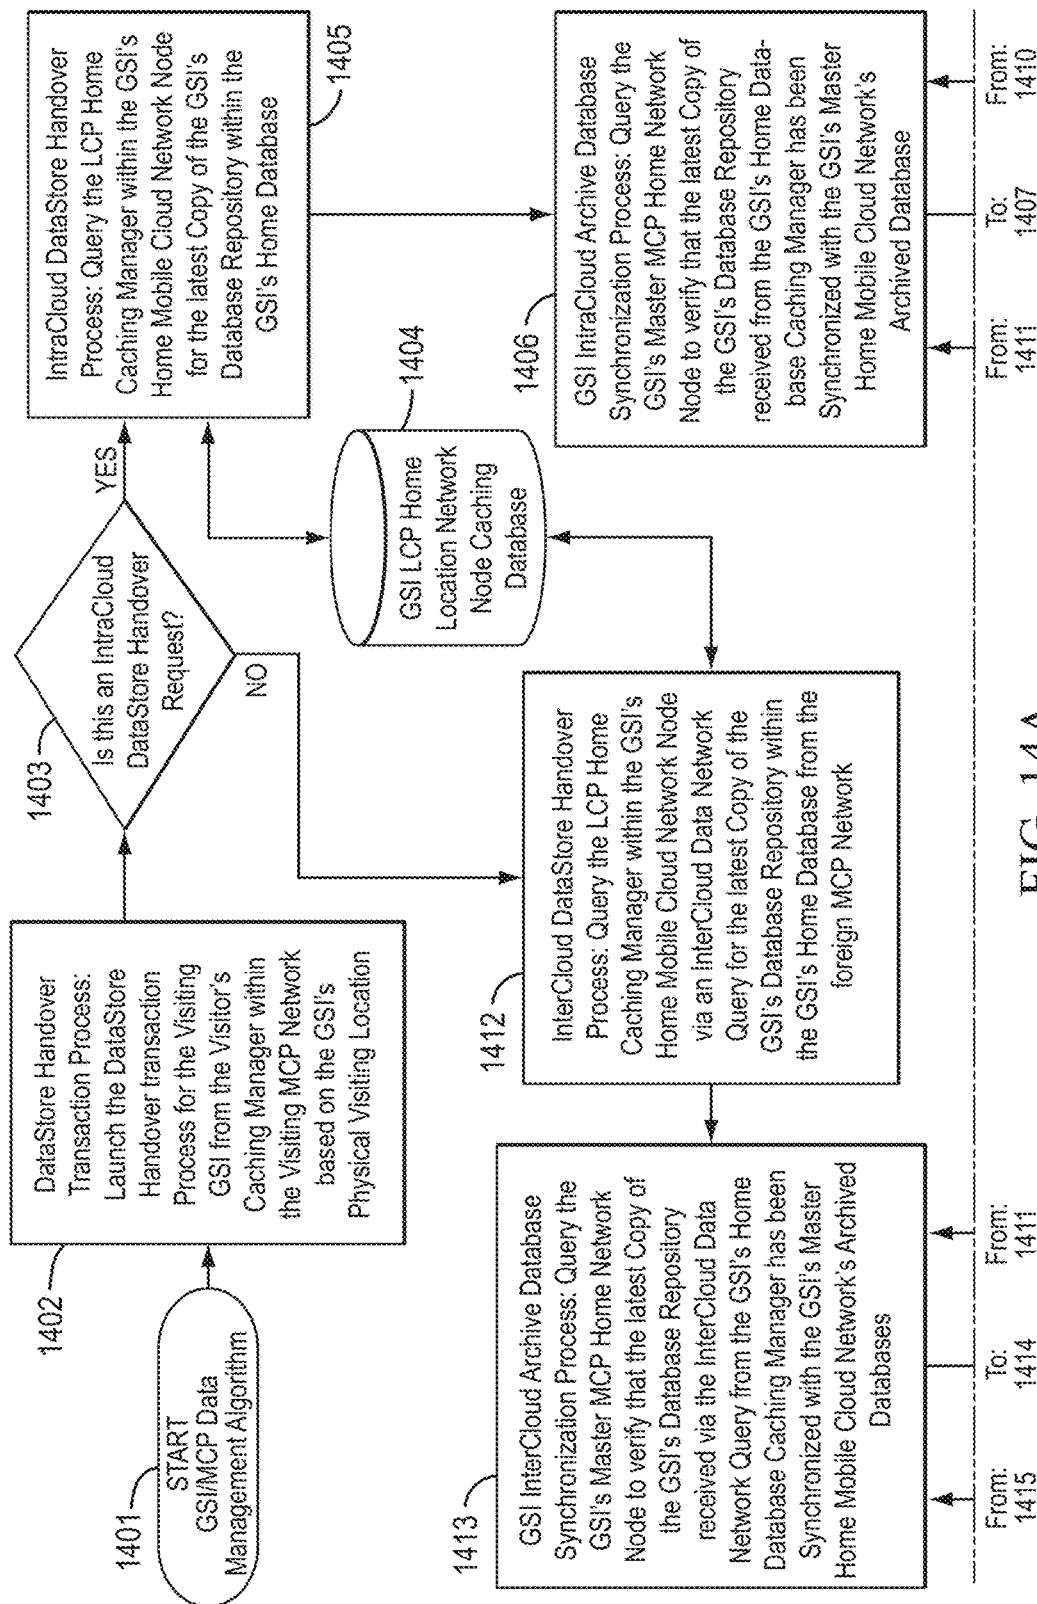 1401
START
GSI/MCP Data
Management Algorithm
1402
DataStore Handover
Transaction Process:
Launch the DataStore
Handover transaction
Process for the Visiting
GSI from the Visitor's
Caching Manager within
the Visiting MCP Network
based on the GSI's
Physical Visiting Location
1403
Is this an IntraCloud
DataStore Handover
Request?
YES
NO
1405
IntraCloud DataStore Handover
Process: Query the LCP Home
Caching Manager within the GSI's
Home Mobile Cloud Network Node
for the latest Copy of the GSI's
Database Repository within the
GSI's Home Database
1404
GSI LCP Home
Location Network
Node Caching
Database
1406
GSI IntraCloud Archive Database
Synchronization Process: Query the
GSI's Master MCP Home Network
Node to verify that the latest Copy of
the GSI's Database Repository
received from the GSI's Home Data-
base Caching Manager has been
Synchronized with the GSI's Master
Home Mobile Cloud Network's
Archived Database
1412
InterCloud DataStore Handover
Process: Query the LCP Home
Caching Manager within the GSI's
Home Mobile Cloud Network Node
via an InterCloud Data Network
Query for the latest Copy of the
GSI's Database Repository within
the GSI's Home Database from the
foreign MCP Network
1413
GSI InterCloud Archive Database
Synchronization Process: Query the
GSI's Master MCP Home Network
Node to verify that the latest Copy of
the GSI's Database Repository
received via the InterCloud Data
Network Query from the GSI's Home
Database Caching Manager has been
Synchronized with the GSI's Master
Home Mobile Cloud Network's Archived
Databases
From:
1415
To:
1414
From:
1411
From:
1411
To:
1407
From:
1410
FIG. 14A